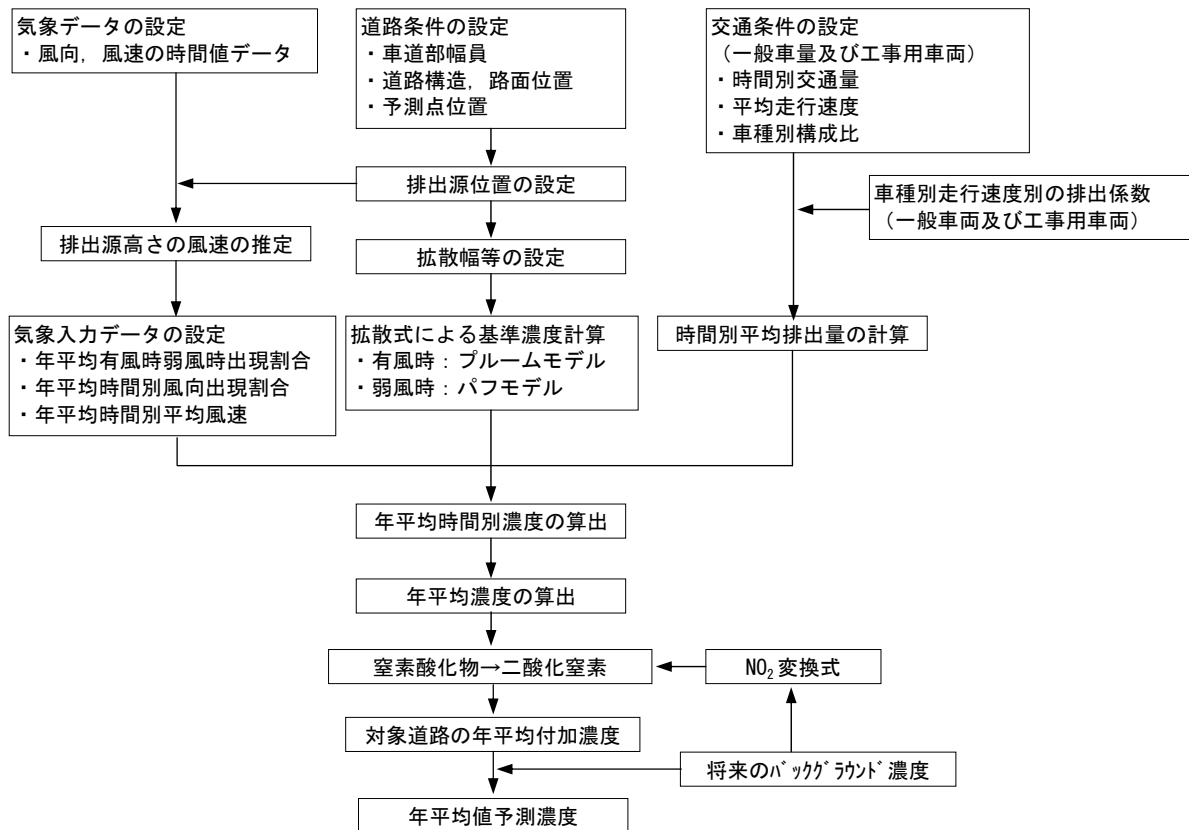 気象データの設定
・風向，風速の時間値データ
道路条件の設定
・車道部幅員
・道路構造，路面位置
・予測点位置
交通条件の設定
（一般車量及び工事用車両）
・時間別交通量
・平均走行速度
・車種別構成比
排出源位置の設定
車種別走行速度別の排出係数
（一般車両及び工事用車両）
排出源高さの風速の推定
拡散幅等の設定
気象入力データの設定
・年平均有風時弱風時出現割合
・年平均時間別風向出現割合
・年平均時間別平均風速
拡散式による基準濃度計算
・有風時：プルームモデル
・弱風時：パフモデル
時間別平均排出量の計算
年平均時間別濃度の算出
年平均濃度の算出
窒素酸化物→二酸化窒素
NO₂変換式
対象道路の年平均付加濃度
将来のﾊﾞｯｸｸﾞﾗｳﾝﾄﾞ濃度
年平均値予測濃度